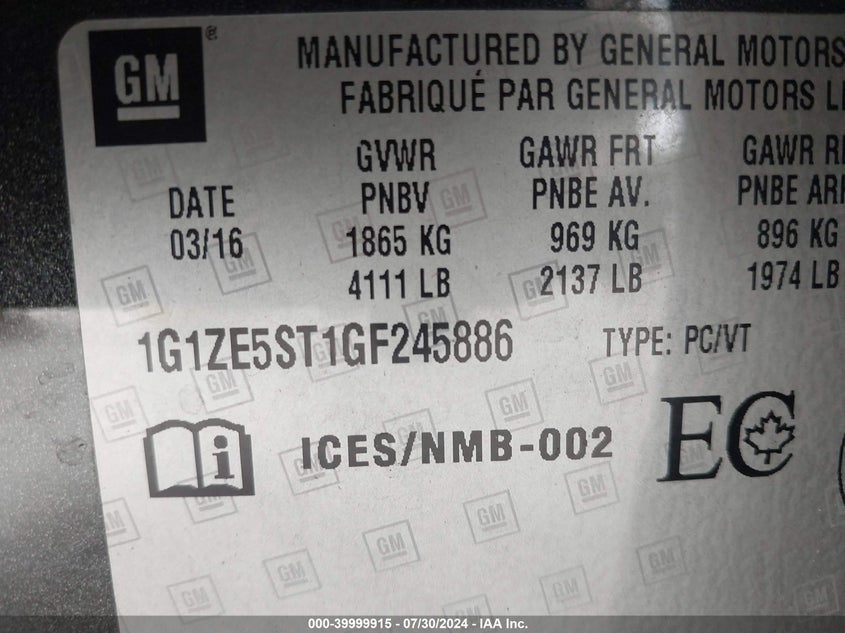 GM
®
MANUFACTURED BY GENERAL MOTORS
FABRIQUÉ PAR GENERAL MOTORS
DATE
03/16
GVWR
PNBV
1865 KG
4111 LB
GAWR FRT
PNBE AV.
969 KG
2137 LB
GAWR
PNBE
896 KG
1974 LB
1G1ZE5ST1GF245886 TYPE: PC/VT
i ICES/NMB-002 EC
000-39999915 - 07/30/2024 - IAA Inc.